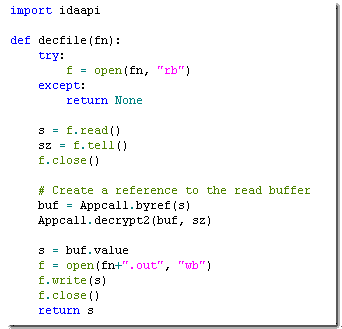 import idaapi

def decfile(fn):
    try:
        f = open(fn, "rb")
    except:
        return None

    s = f.read()
    sz = f.tell()
    f.close()

    # Create a reference to the read buffer
    buf = Appcall.byref(s)
    Appcall.decrypt2(buf, sz)

    s = buf.value
    f = open(fn+".out", "wb")
    f.write(s)
    f.close()
    return s